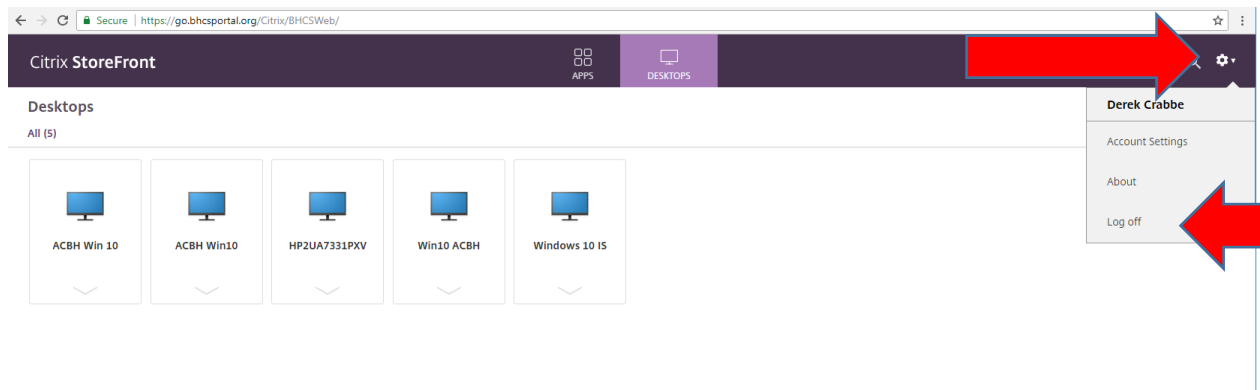 Secure | https://go.bhcsportal.org/Citrix/BHCSWeb/
Citrix StoreFront
APPS
DESKTOPS
Desktops
All (5)
Derek Crabbe
Account Settings
About
Log off
ACBH Win 10
ACBH Win10
HP2UA7331PXV
Win10 ACBH
Windows 10 IS